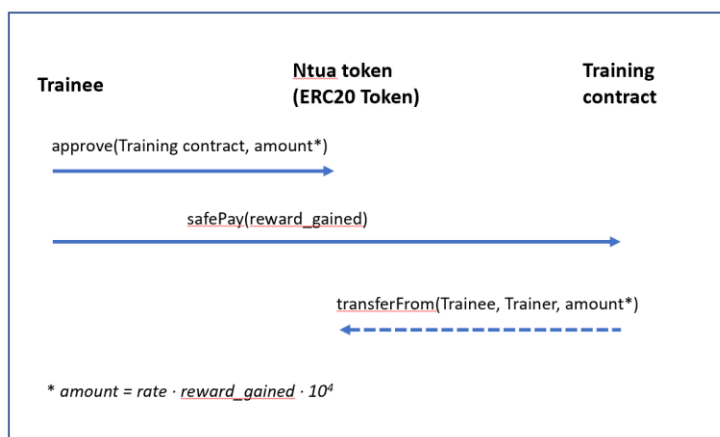 Trainee
Ntua token
(ERC20 Token)
Training
contract
approve(Training contract, amount*)
safePay(reward_gained)
transferFrom(Trainee, Trainer, amount*)
* amount = rate · reward_gained · 10⁴